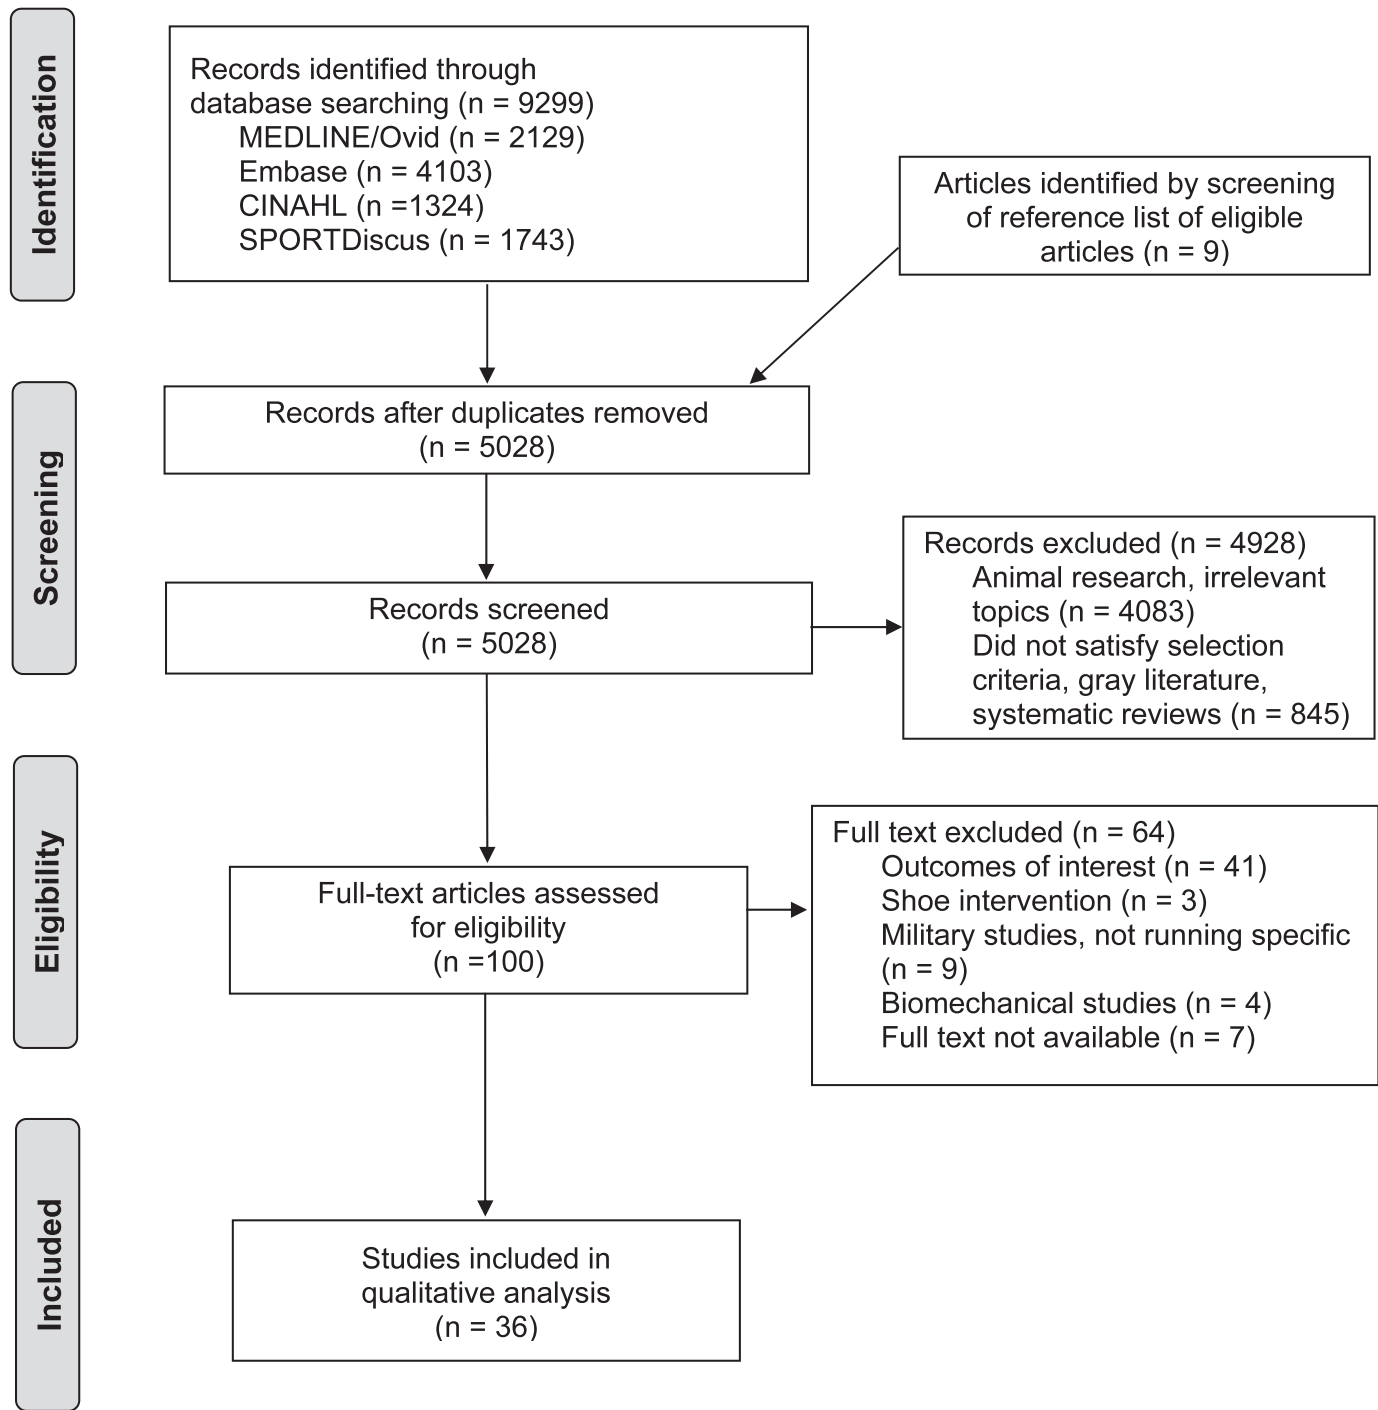 Identification
Records identified through
database searching (n = 9299)
MEDLINE/Ovid (n = 2129)
Embase (n = 4103)
CINAHL (n =1324)
SPORTDiscus (n = 1743)
Articles identified by screening
of reference list of eligible
articles (n = 9)
Screening
Records after duplicates removed
(n = 5028)
Records screened
(n = 5028)
Records excluded (n = 4928)
Animal research, irrelevant
topics (n = 4083)
Did not satisfy selection
criteria, gray literature,
systematic reviews (n = 845)
Eligibility
Full-text articles assessed
for eligibility
(n =100)
Full text excluded (n = 64)
Outcomes of interest (n = 41)
Shoe intervention (n = 3)
Military studies, not running specific
(n = 9)
Biomechanical studies (n = 4)
Full text not available (n = 7)
Included
Studies included in
qualitative analysis
(n = 36)